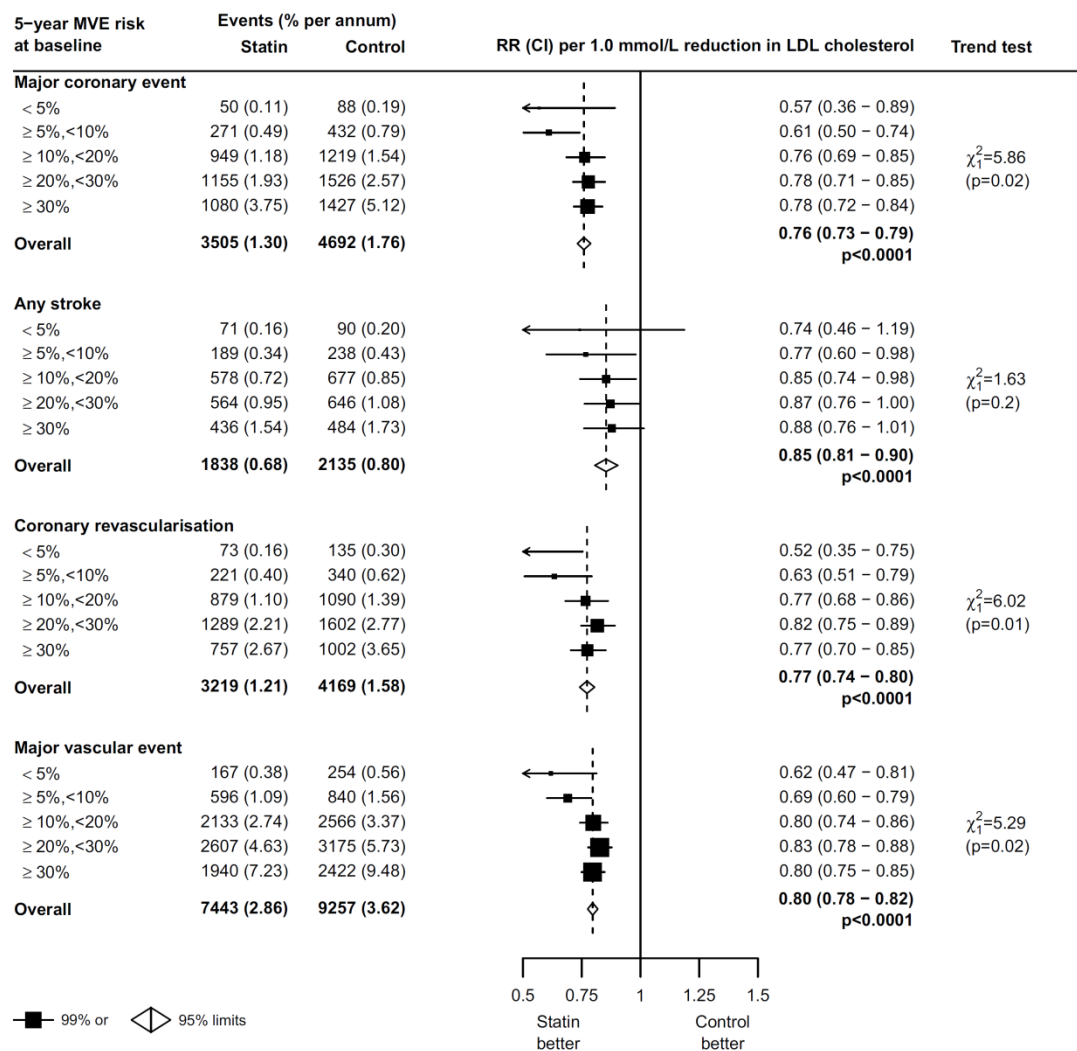 5−year MVE risk at baseline Events (% per annum)
Statin Control RR (CI) per 1.0 mmol/L reduction in LDL cholesterol Trend test
Major coronary event
< 5% 50 (0.11) 88 (0.19) 0.57 (0.36 − 0.89)
≥ 5%,<10% 271 (0.49) 432 (0.79) 0.61 (0.50 − 0.74)
≥ 10%,<20% 949 (1.18) 1219 (1.54) 0.76 (0.69 − 0.85) χ²₁=5.86
≥ 20%,<30% 1155 (1.93) 1526 (2.57) 0.78 (0.71 − 0.85) (p=0.02)
≥ 30% 1080 (3.75) 1427 (5.12) 0.78 (0.72 − 0.84)
Overall 3505 (1.30) 4692 (1.76) 0.76 (0.73 − 0.79)
p<0.0001
Any stroke
< 5% 71 (0.16) 90 (0.20) 0.74 (0.46 − 1.19)
≥ 5%,<10% 189 (0.34) 238 (0.43) 0.77 (0.60 − 0.98)
≥ 10%,<20% 578 (0.72) 677 (0.85) 0.85 (0.74 − 0.98) χ²₁=1.63
≥ 20%,<30% 564 (0.95) 646 (1.08) 0.87 (0.76 − 1.00) (p=0.2)
≥ 30% 436 (1.54) 484 (1.73) 0.88 (0.76 − 1.01)
Overall 1838 (0.68) 2135 (0.80) 0.85 (0.81 − 0.90)
p<0.0001
Coronary revascularisation
< 5% 73 (0.16) 135 (0.30) 0.52 (0.35 − 0.75)
≥ 5%,<10% 221 (0.40) 340 (0.62) 0.63 (0.51 − 0.79)
≥ 10%,<20% 879 (1.10) 1090 (1.39) 0.77 (0.68 − 0.86) χ²₁=6.02
≥ 20%,<30% 1289 (2.21) 1602 (2.77) 0.82 (0.75 − 0.89) (p=0.01)
≥ 30% 757 (2.67) 1002 (3.65) 0.77 (0.70 − 0.85)
Overall 3219 (1.21) 4169 (1.58) 0.77 (0.74 − 0.80)
p<0.0001
Major vascular event
< 5% 167 (0.38) 254 (0.56) 0.62 (0.47 − 0.81)
≥ 5%,<10% 596 (1.09) 840 (1.56) 0.69 (0.60 − 0.79)
≥ 10%,<20% 2133 (2.74) 2566 (3.37) 0.80 (0.74 − 0.86) χ²₁=5.29
≥ 20%,<30% 2607 (4.63) 3175 (5.73) 0.83 (0.78 − 0.88) (p=0.02)
≥ 30% 1940 (7.23) 2422 (9.48) 0.80 (0.75 − 0.85)
Overall 7443 (2.86) 9257 (3.62) 0.80 (0.78 − 0.82)
p<0.0001
0.5 0.75 1 1.25 1.5
99% or 95% limits
Statin better Control better